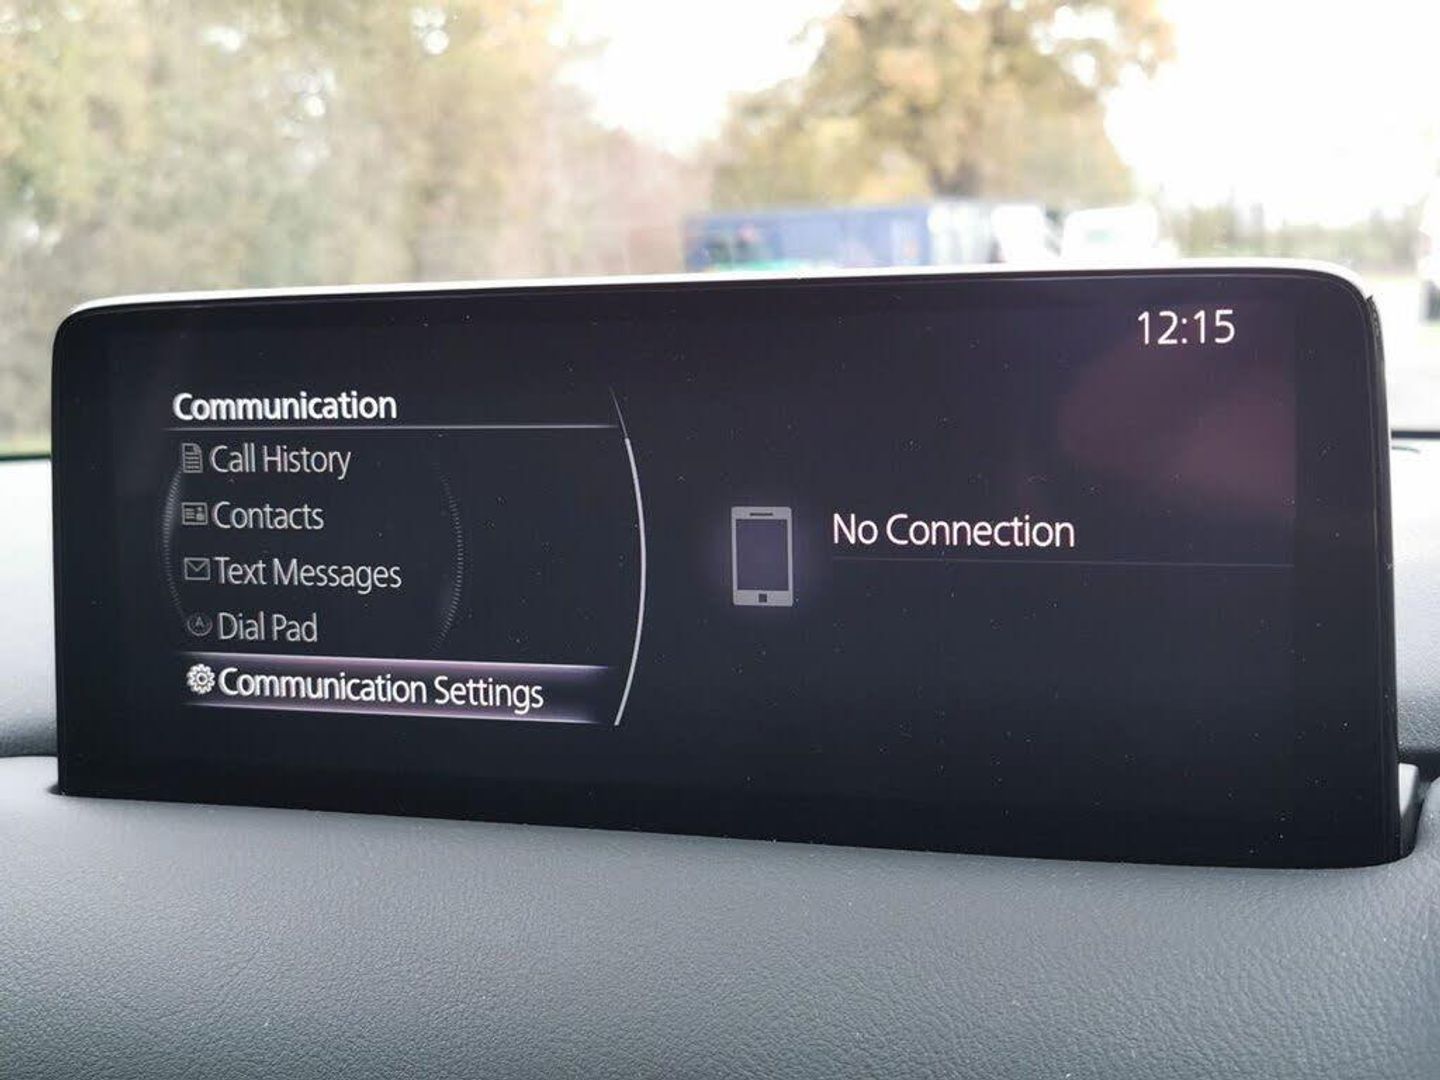 12:15
Communication
Call History
Contacts
Text Messages
Dial Pad
Communication Settings
No Connection